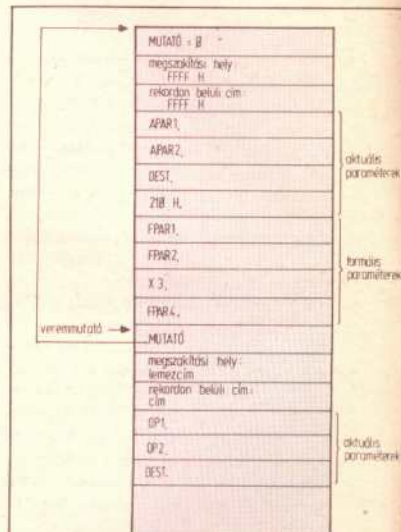 MUTATÓ = 0
megszakítási hely:
FFFF H
rekordon belüli cím:
FFFF H
APAR1,
APAR2,
DEST,
210 H,
aktuális
paraméterek
FPAR1,
FPAR2,
X 3,
FPAR4,
formális
paraméterek
veremmutató
MUTATÓ
megszakítási hely:
lemezcím
rekordon belüli cím:
cím
OP1,
OP2,
DEST,
aktuális
paraméterek